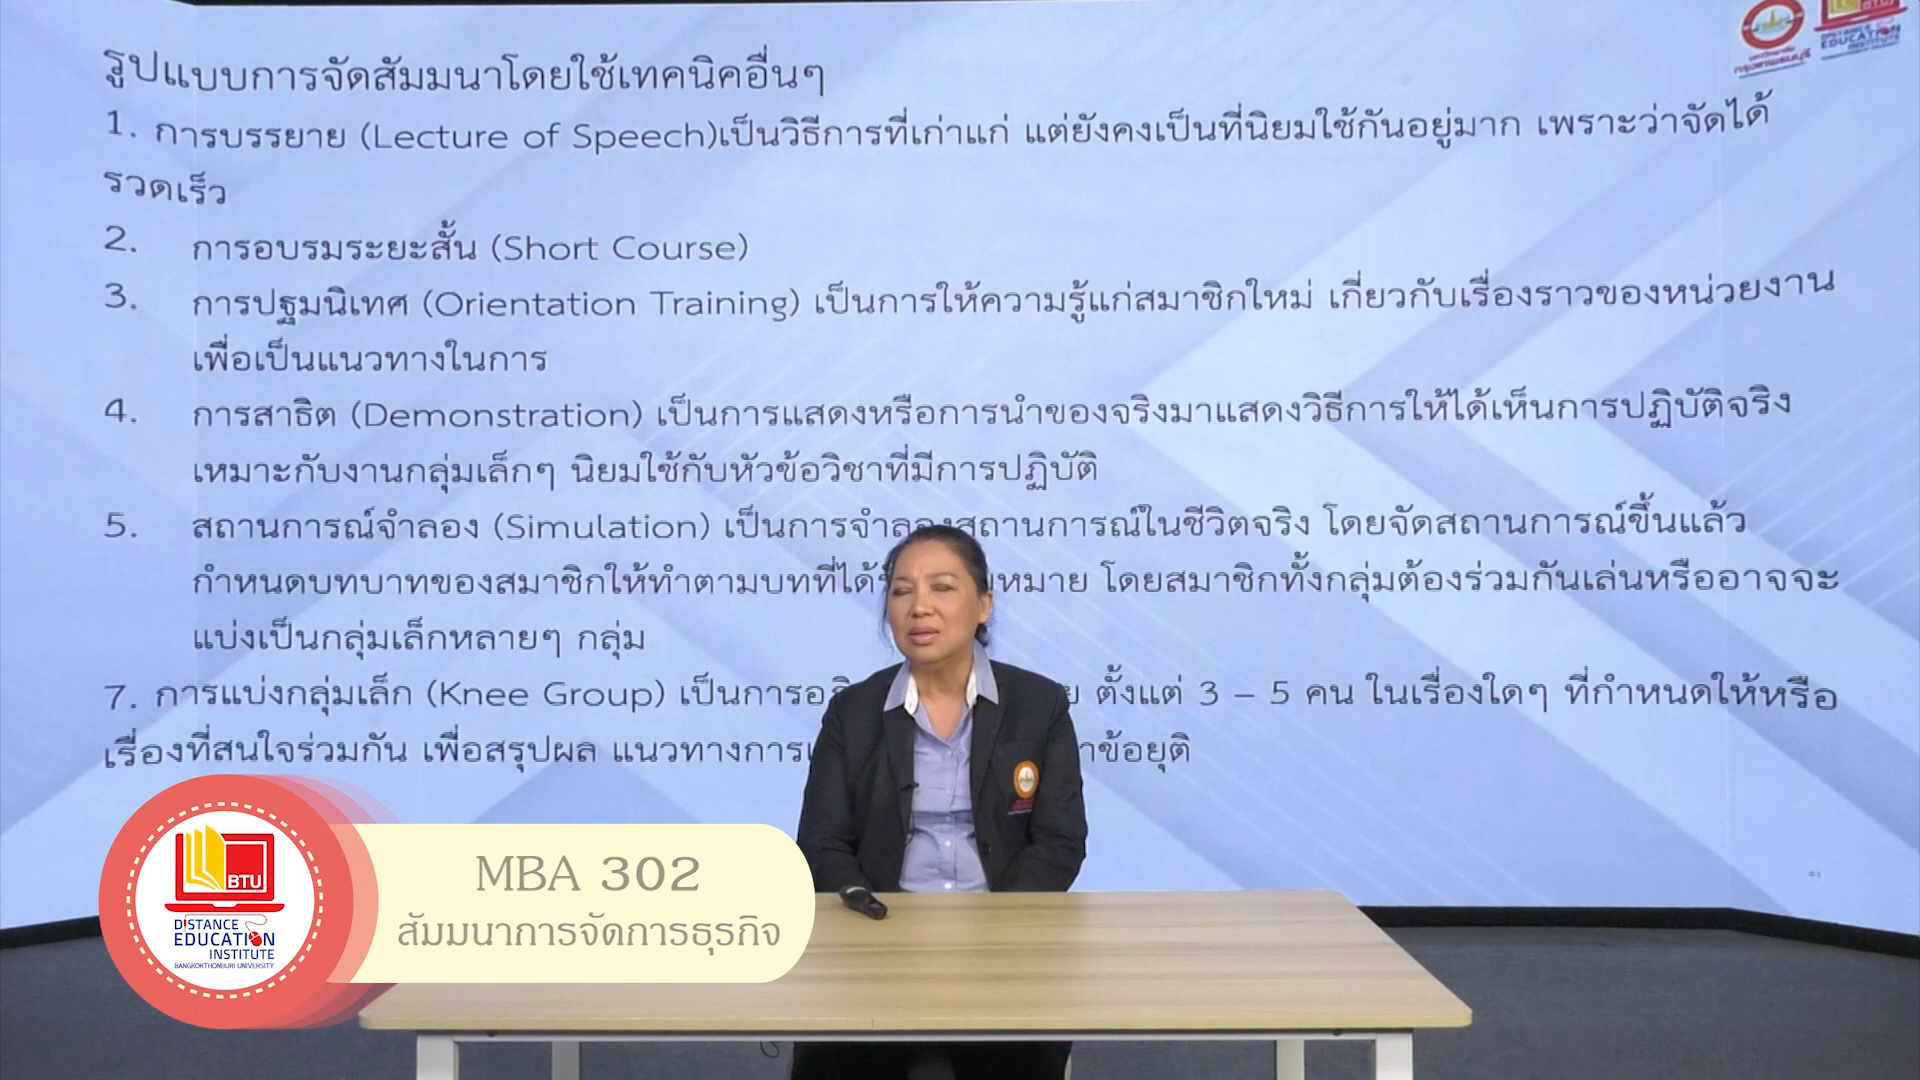 รูปแบบการจัดสัมมนาโดยใช้เทคนิคอื่นๆ
1. การบรรยาย (Lecture of Speech)เป็นวิธีการที่เก่าแก่ แต่ยังคงเป็นที่นิยมใช้กันอยู่มาก เพราะว่าจัดได้
รวดเร็ว
2. การอบรมระยะสั้น (Short Course)
3. การปฐมนิเทศ (Orientation Training) เป็นการให้ความรู้แก่สมาชิกใหม่ เกี่ยวกับเรื่องราวของหน่วยงาน
เพื่อเป็นแนวทางในการ
4. การสาธิต (Demonstration) เป็นการแสดงหรือการนำของจริงมาแสดงวิธีการให้ได้เห็นการปฏิบัติจริง
เหมาะกับงานกลุ่มเล็กๆ นิยมใช้กับหัวข้อวิชาที่มีการปฏิบัติ
5. สถานการณ์จำลอง (Simulation) เป็นการจำลองสถานการณ์ในชีวิตจริง โดยจัดสถานการณ์ขึ้นแล้ว
กำหนดบทบาทของสมาชิกให้ทำตามบทที่ได้ หมาย โดยสมาชิกทั้งกลุ่มต้องร่วมกันเล่นหรืออาจจะ
แบ่งเป็นกลุ่มเล็กหลายๆ กลุ่ม
7. การแบ่งกลุ่มเล็ก (Knee Group) เป็นการ ตั้งแต่ 3 – 5 คน ในเรื่องใดๆ ที่กำหนดให้หรือ
เรื่องที่สนใจร่วมกัน เพื่อสรุปผล แนวทางการ ข้อยุติ
41
มหาวิทยาลัย
กรุงเทพธนบุรี
DISTANCE
EDUCATION
INSTITUTE
BTU
DISTANCE
EDUCATION
INSTITUTE
BANGKOKTHONBURI UNIVERSITY
MBA 302
สัมมนาการจัดการธุรกิจ